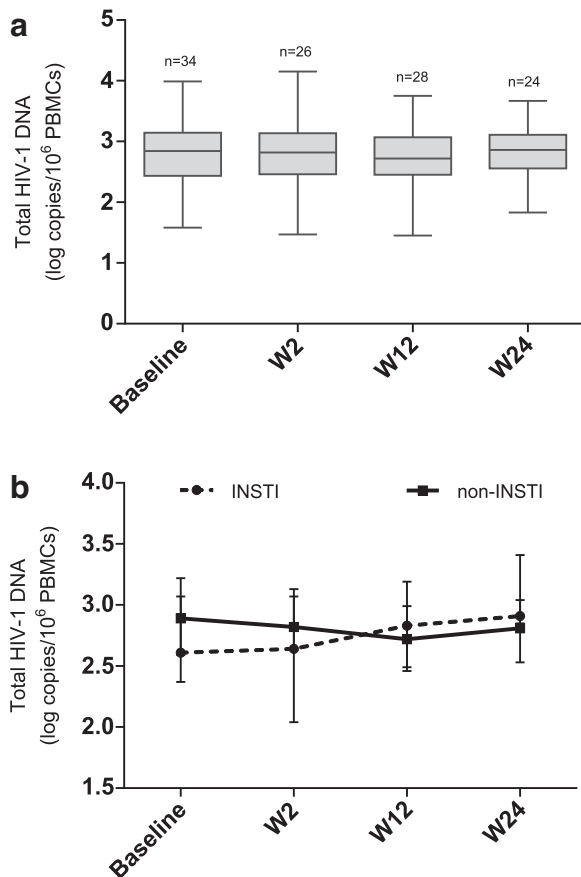 a
Total HIV-1 DNA
(log copies/10⁶ PBMCs)
5
4
3
2
1
0
n=34
n=26
n=28
n=24
Baseline
W2
W12
W24
b
Total HIV-1 DNA
(log copies/10⁶ PBMCs)
4.0
3.5
3.0
2.5
2.0
1.5
INSTI
non-INSTI
Baseline
W2
W12
W24